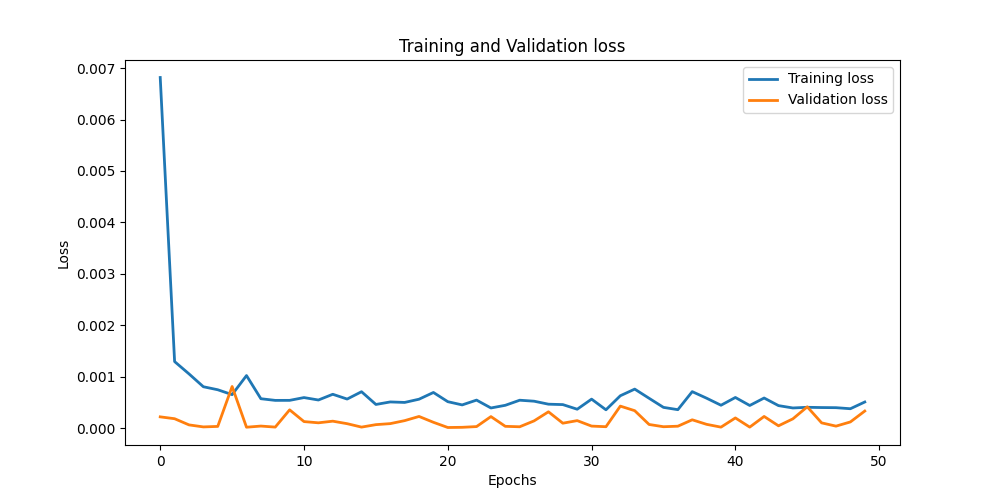 Training and Validation loss
Training loss
Validation loss
0.007
0.006
0.005
0.004
0.003
0.002
0.001
0.000
Loss
0 10 20 30 40 50
Epochs